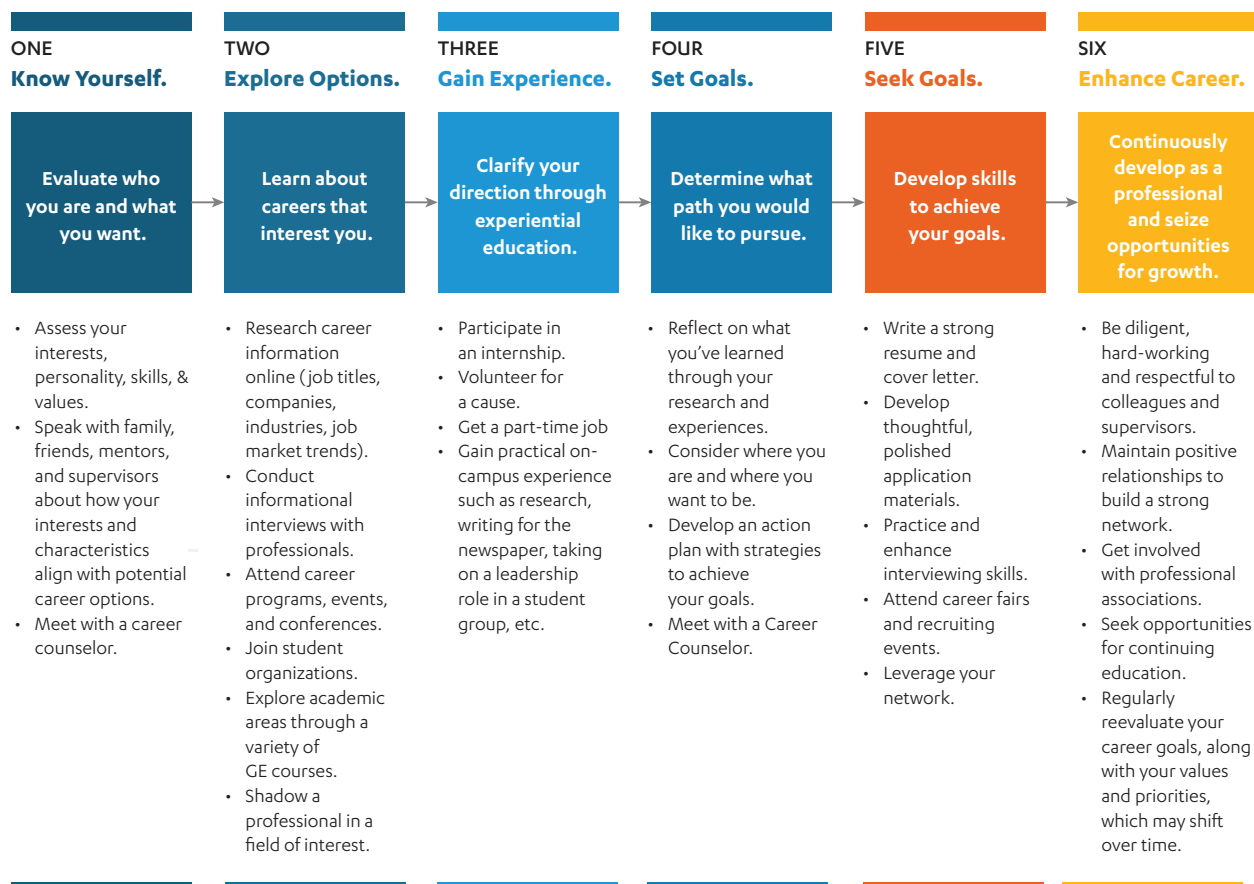 ONE
Know Yourself.
Evaluate who
you are and what
you want.
• Assess your
interests,
personality, skills, &
values.
• Speak with family,
friends, mentors,
and supervisors
about how your
interests and
characteristics
align with potential
career options.
• Meet with a career
counselor.
TWO
Explore Options.
Learn about
careers that
interest you.
• Research career
information
online (job titles,
companies,
industries, job
market trends).
• Conduct
informational
interviews with
professionals.
• Attend career
programs, events,
and conferences.
• Join student
organizations.
• Explore academic
areas through a
variety of
GE courses.
• Shadow a
professional in a
field of interest.
THREE
Gain Experience.
Clarify your
direction through
experiential
education.
• Participate in
an internship.
• Volunteer for
a cause.
• Get a part-time job
• Gain practical on-
campus experience
such as research,
writing for the
newspaper, taking
on a leadership
role in a student
group, etc.
FOUR
Set Goals.
Determine what
path you would
like to pursue.
• Reflect on what
you’ve learned
through your
research and
experiences.
• Consider where you
are and where you
want to be.
• Develop an action
plan with strategies
to achieve
your goals.
• Meet with a Career
Counselor.
FIVE
Seek Goals.
Develop skills
to achieve
your goals.
• Write a strong
resume and
cover letter.
• Develop
thoughtful,
polished
application
materials.
• Practice and
enhance
interviewing skills.
• Attend career fairs
and recruiting
events.
• Leverage your
network.
SIX
Enhance Career.
Continuously
develop as a
professional
and seize
opportunities
for growth.
• Be diligent,
hard-working
and respectful to
colleagues and
supervisors.
• Maintain positive
relationships to
build a strong
network.
• Get involved
with professional
associations.
• Seek opportunities
for continuing
education.
• Regularly
reevaluate your
career goals, along
with your values
and priorities,
which may shift
over time.